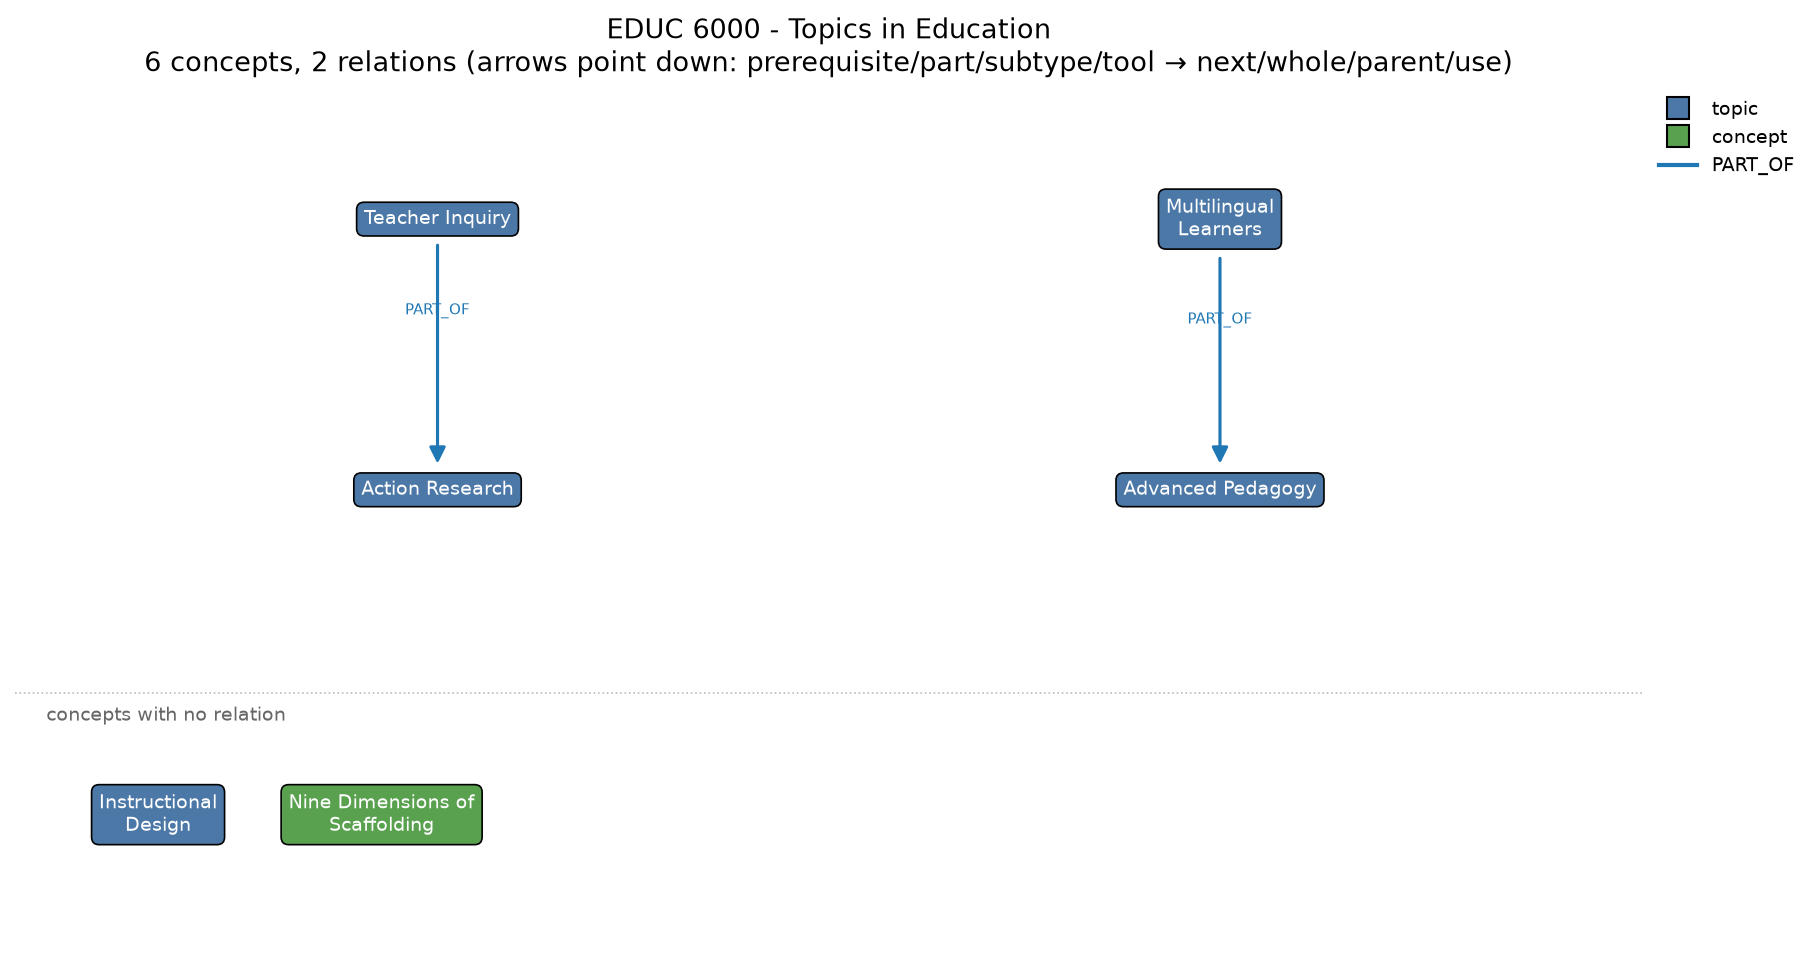 EDUC 6000 - Topics in Education
6 concepts, 2 relations (arrows point down: prerequisite/part/subtype/tool → next/whole/parent/use)
topic
concept
PART_OF
Teacher Inquiry
Multilingual
Learners
PART_OF
PART_OF
Action Research
Advanced Pedagogy
concepts with no relation
Instructional
Design
Nine Dimensions of
Scaffolding